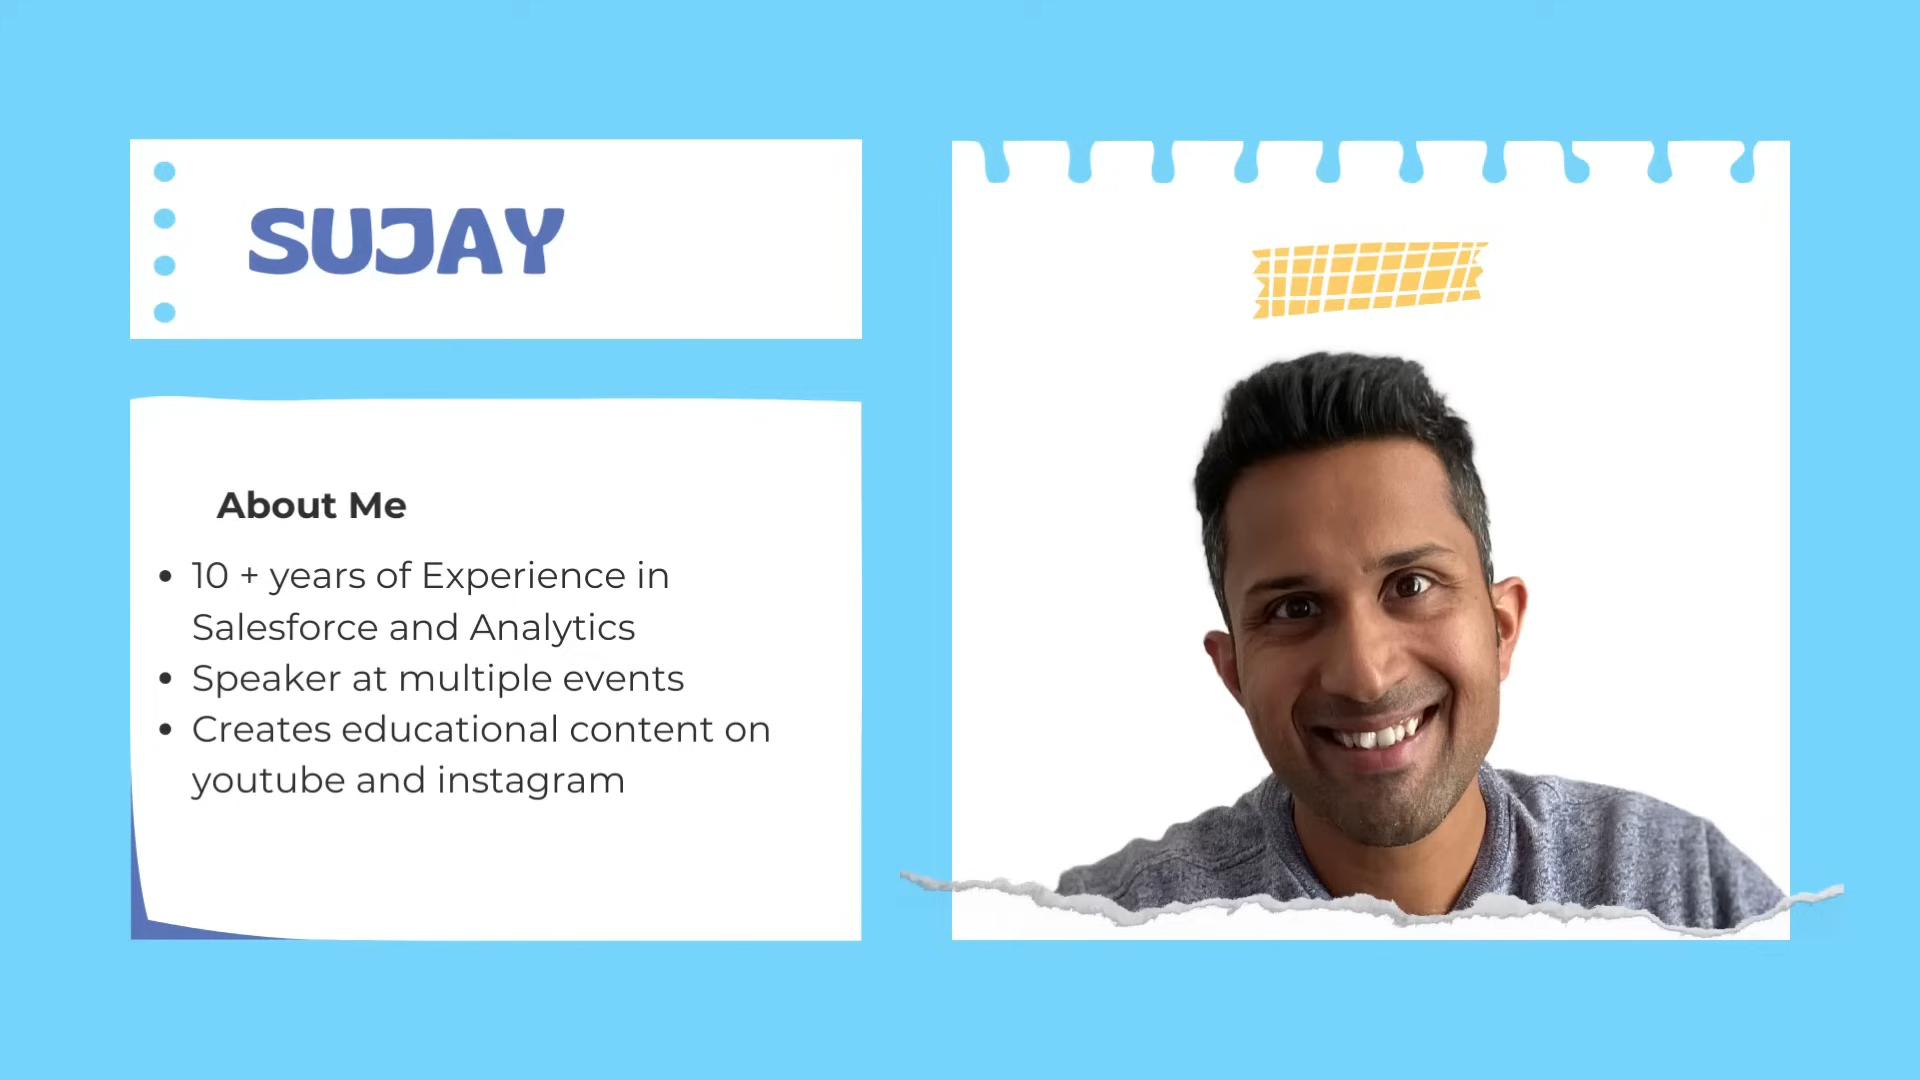 SUJAY
About Me
• 10 + years of Experience in
Salesforce and Analytics
• Speaker at multiple events
• Creates educational content on
youtube and instagram